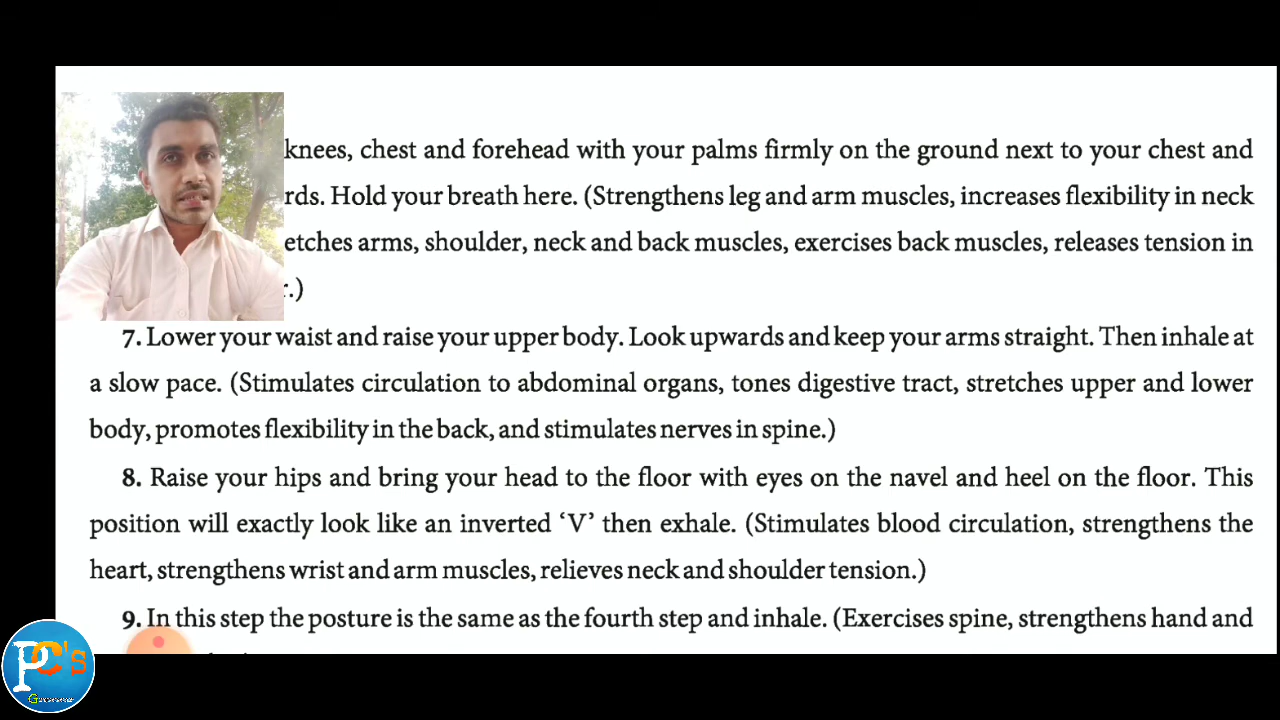 knees, chest and forehead with your palms firmly on the ground next to your chest and
rds. Hold your breath here. (Strengthens leg and arm muscles, increases flexibility in neck
etches arms, shoulder, neck and back muscles, exercises back muscles, releases tension in
.)
7. Lower your waist and raise your upper body. Look upwards and keep your arms straight. Then inhale at
a slow pace. (Stimulates circulation to abdominal organs, tones digestive tract, stretches upper and lower
body, promotes flexibility in the back, and stimulates nerves in spine.)
8. Raise your hips and bring your head to the floor with eyes on the navel and heel on the floor. This
position will exactly look like an inverted ‘V’ then exhale. (Stimulates blood circulation, strengthens the
heart, strengthens wrist and arm muscles, relieves neck and shoulder tension.)
9. In this step the posture is the same as the fourth step and inhale. (Exercises spine, strengthens hand and
PC's